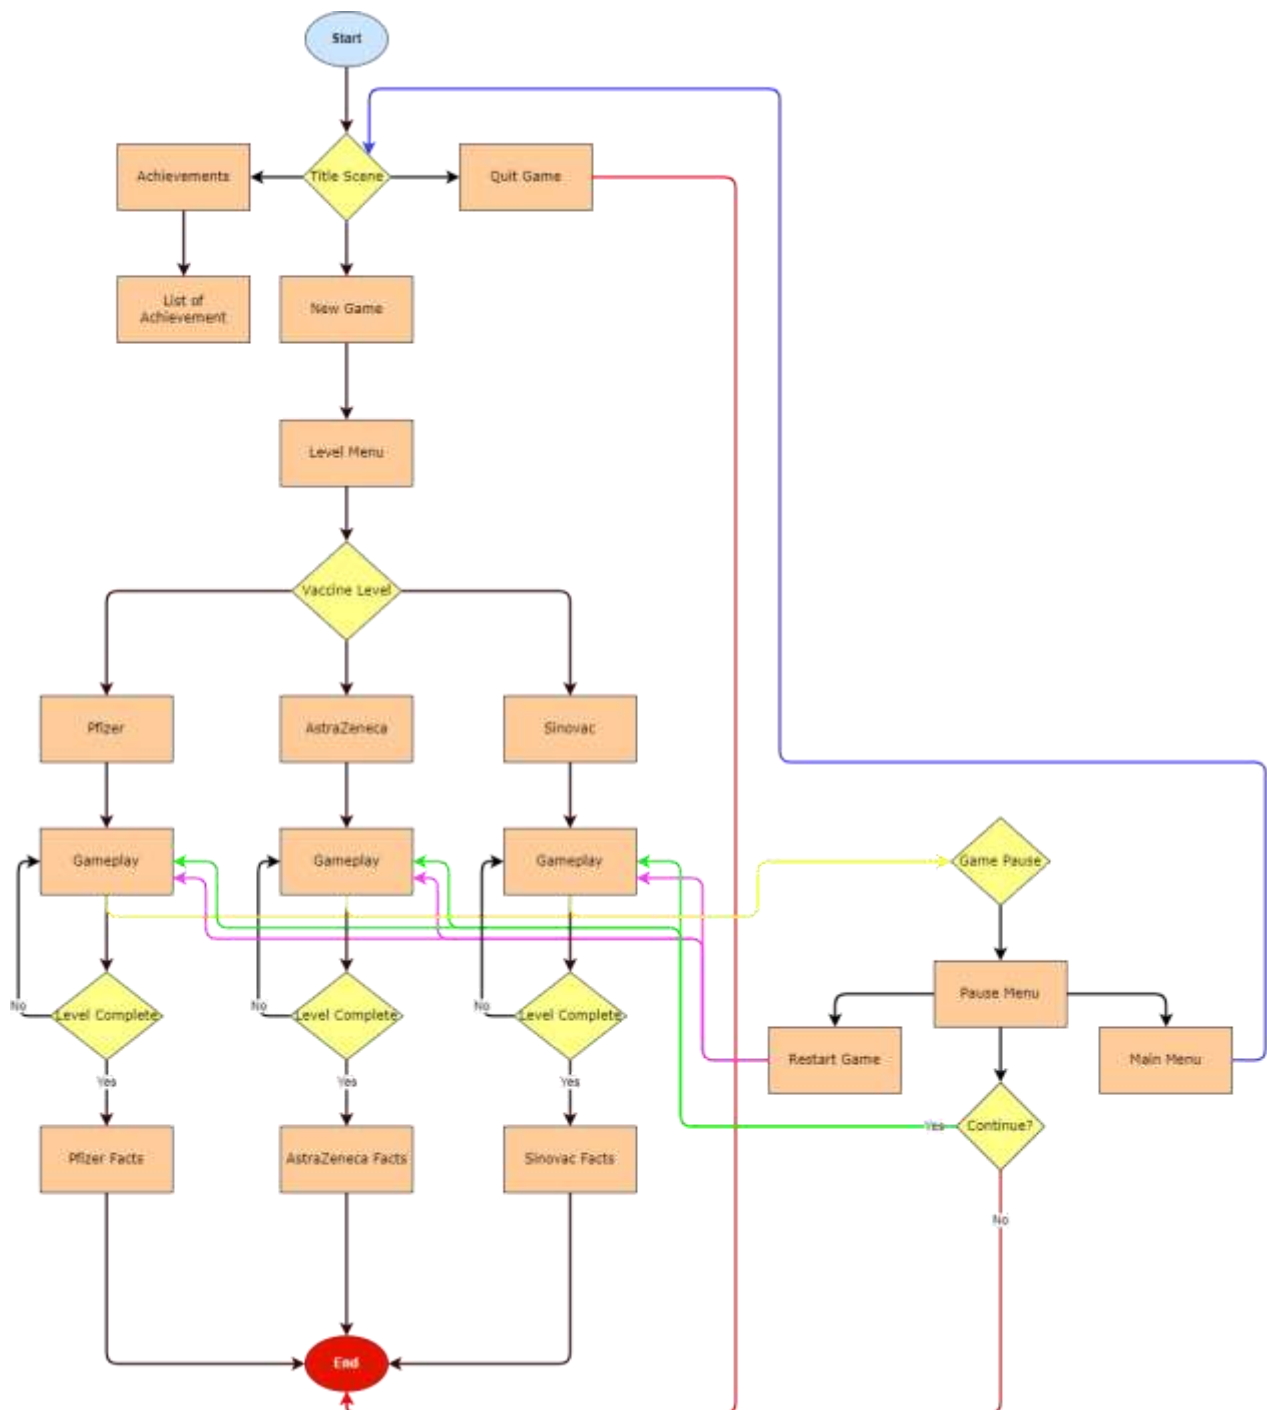 Start
Achievements
Title Scene
Quit Game
List of
Achievement
New Game
Level Menu
Vaccine Level
Pfizer
AstraZeneca
Sinovac
Gameplay
Gameplay
Gameplay
Game Pause
Pause Menu
No
Level Complete
No
Level Complete
No
Level Complete
Restart Game
Main Menu
Yes
Yes
Yes
Yes
Continue?
Pfizer Facts
AstraZeneca Facts
Sinovac Facts
No
End